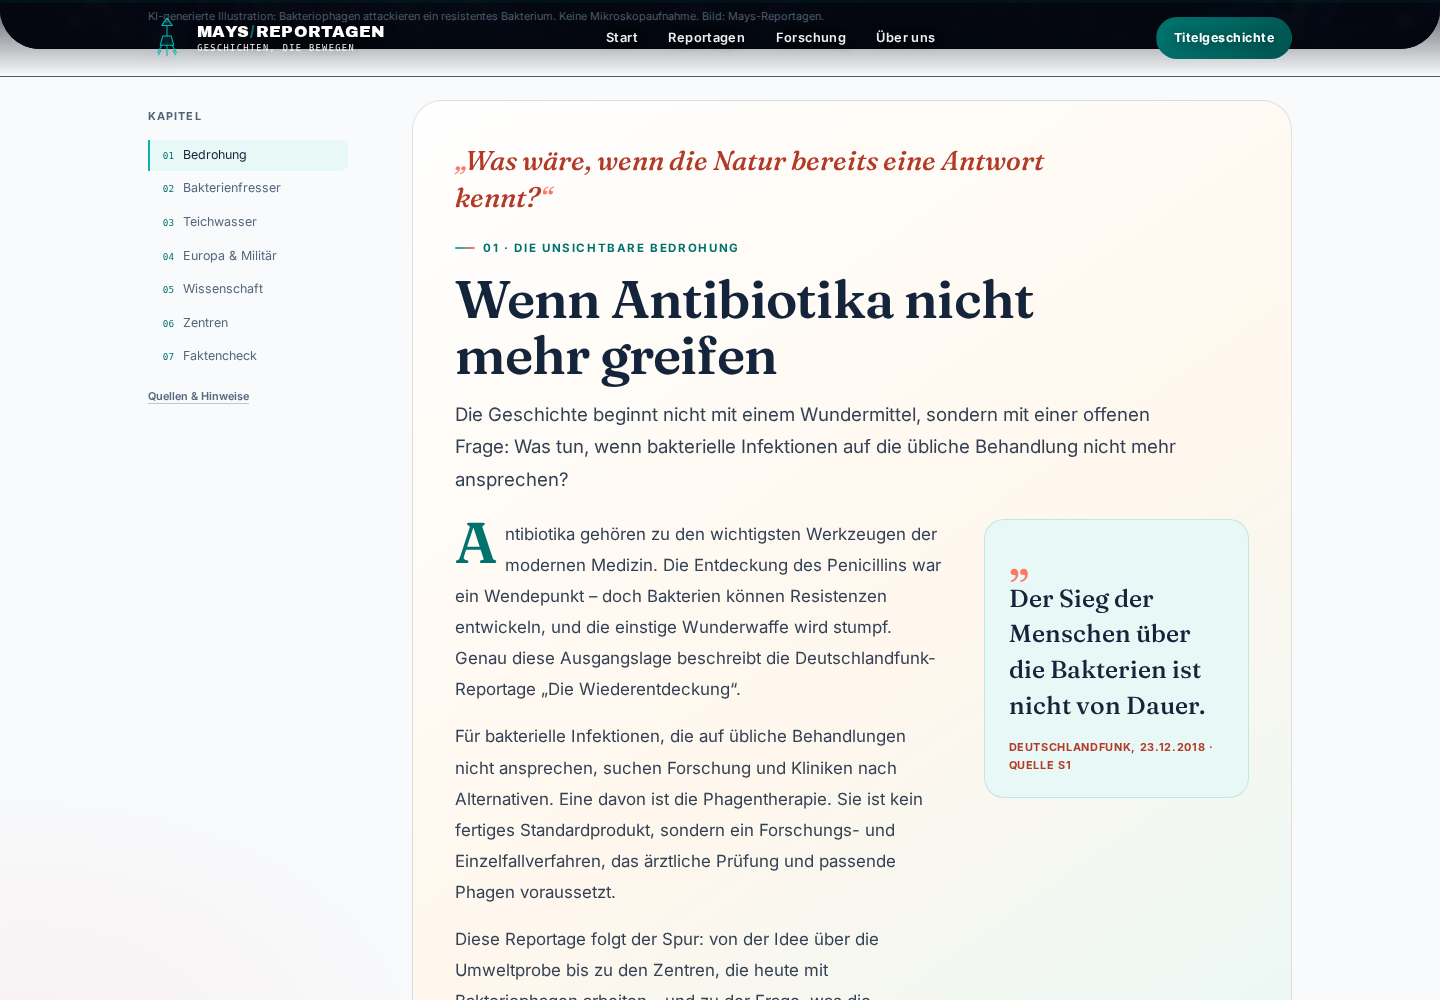 KI-generierte Illustration: Bakteriophagen attackieren ein resistentes Bakterium. Keine Mikroskopaufnahme. Bild: Mays-Reportagen.
MAYS/REPORTAGEN
GESCHICHTEN, DIE BEWEGEN
Start
Reportagen
Forschung
Über uns
Titelgeschichte
KAPITEL
01 Bedrohung
02 Bakterienfresser
03 Teichwasser
04 Europa & Militär
05 Wissenschaft
06 Zentren
07 Faktencheck
Quellen & Hinweise
„Was wäre, wenn die Natur bereits eine Antwort
kennt?“
01 · DIE UNSICHTBARE BEDROHUNG
Wenn Antibiotika nicht
mehr greifen
Die Geschichte beginnt nicht mit einem Wundermittel, sondern mit einer offenen
Frage: Was tun, wenn bakterielle Infektionen auf die übliche Behandlung nicht mehr
ansprechen?
Antibiotika gehören zu den wichtigsten Werkzeugen der
modernen Medizin. Die Entdeckung des Penicillins war
ein Wendepunkt – doch Bakterien können Resistenzen
entwickeln, und die einstige Wunderwaffe wird stumpf.
Genau diese Ausgangslage beschreibt die Deutschlandfunk-
Reportage „Die Wiederentdeckung“.
Für bakterielle Infektionen, die auf übliche Behandlungen
nicht ansprechen, suchen Forschung und Kliniken nach
Alternativen. Eine davon ist die Phagentherapie. Sie ist kein
fertiges Standardprodukt, sondern ein Forschungs- und
Einzelfallverfahren, das ärztliche Prüfung und passende
Phagen voraussetzt.
Diese Reportage folgt der Spur: von der Idee über die
Umweltprobe bis zu den Zentren, die heute mit
Bakteriophagen arbeiten – und zu der Frage, was die
”
Der Sieg der
Menschen über
die Bakterien ist
nicht von Dauer.
DEUTSCHLANDFUNK, 23.12.2018 ·
QUELLE S1